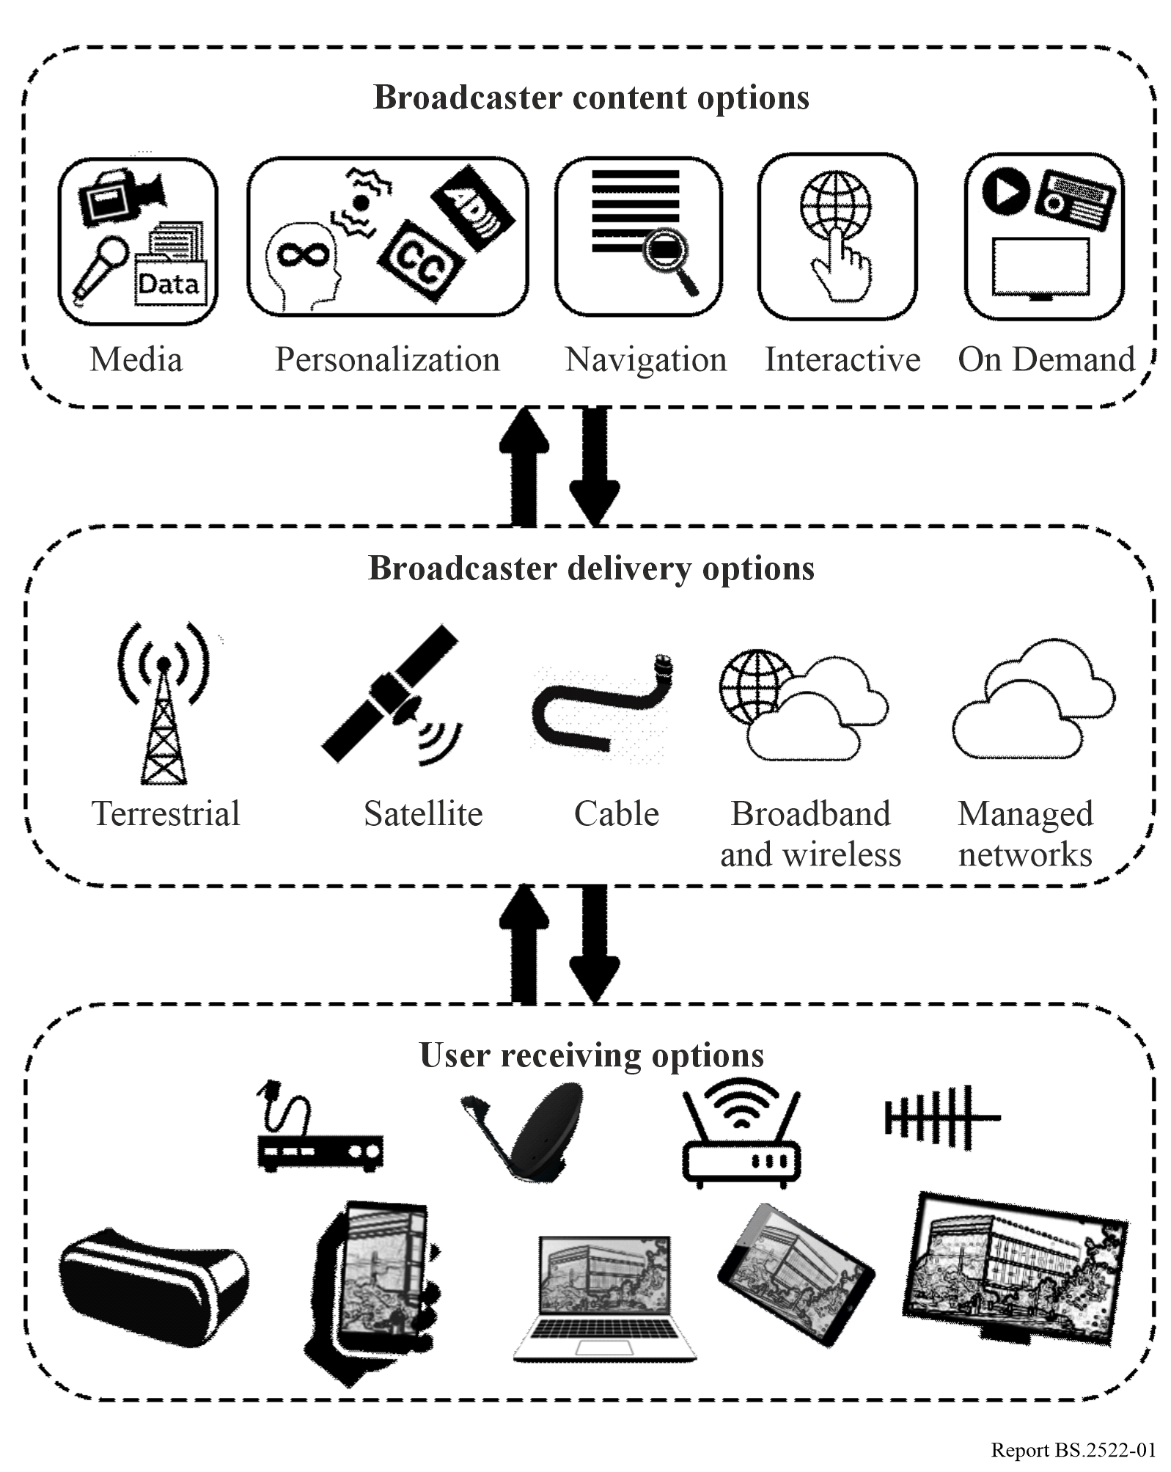 Broadcaster content options
AD
CC
Data
Media Personalization Navigation Interactive On Demand
Broadcaster delivery options
Terrestrial Satellite Cable Broadband Managed
and wireless networks
User receiving options
Report BS.2522-01